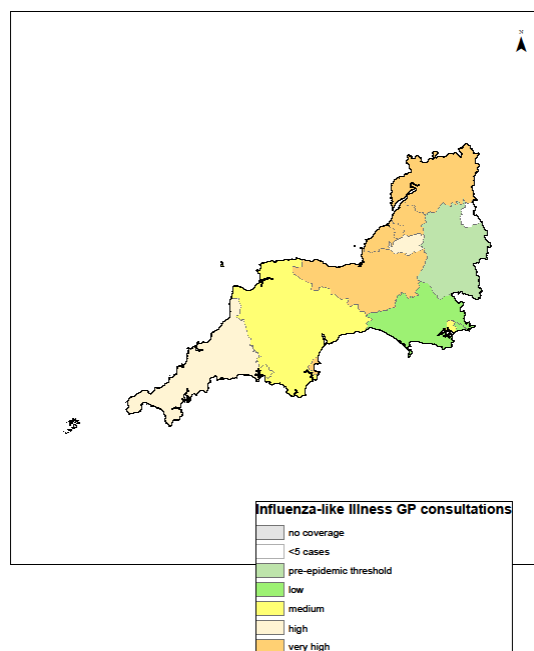 N
Influenza-like Illness GP consultations
no coverage
<5 cases
pre-epidemic threshold
low
medium
high
very high